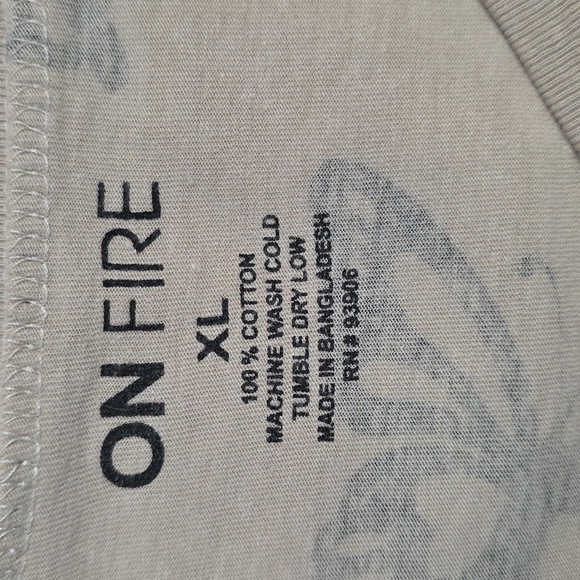 ON FIRE
XL
100 % COTTON
MACHINE WASH COLD
TUMBLE DRY LOW
MADE IN BANGLADESH
RN # 93906